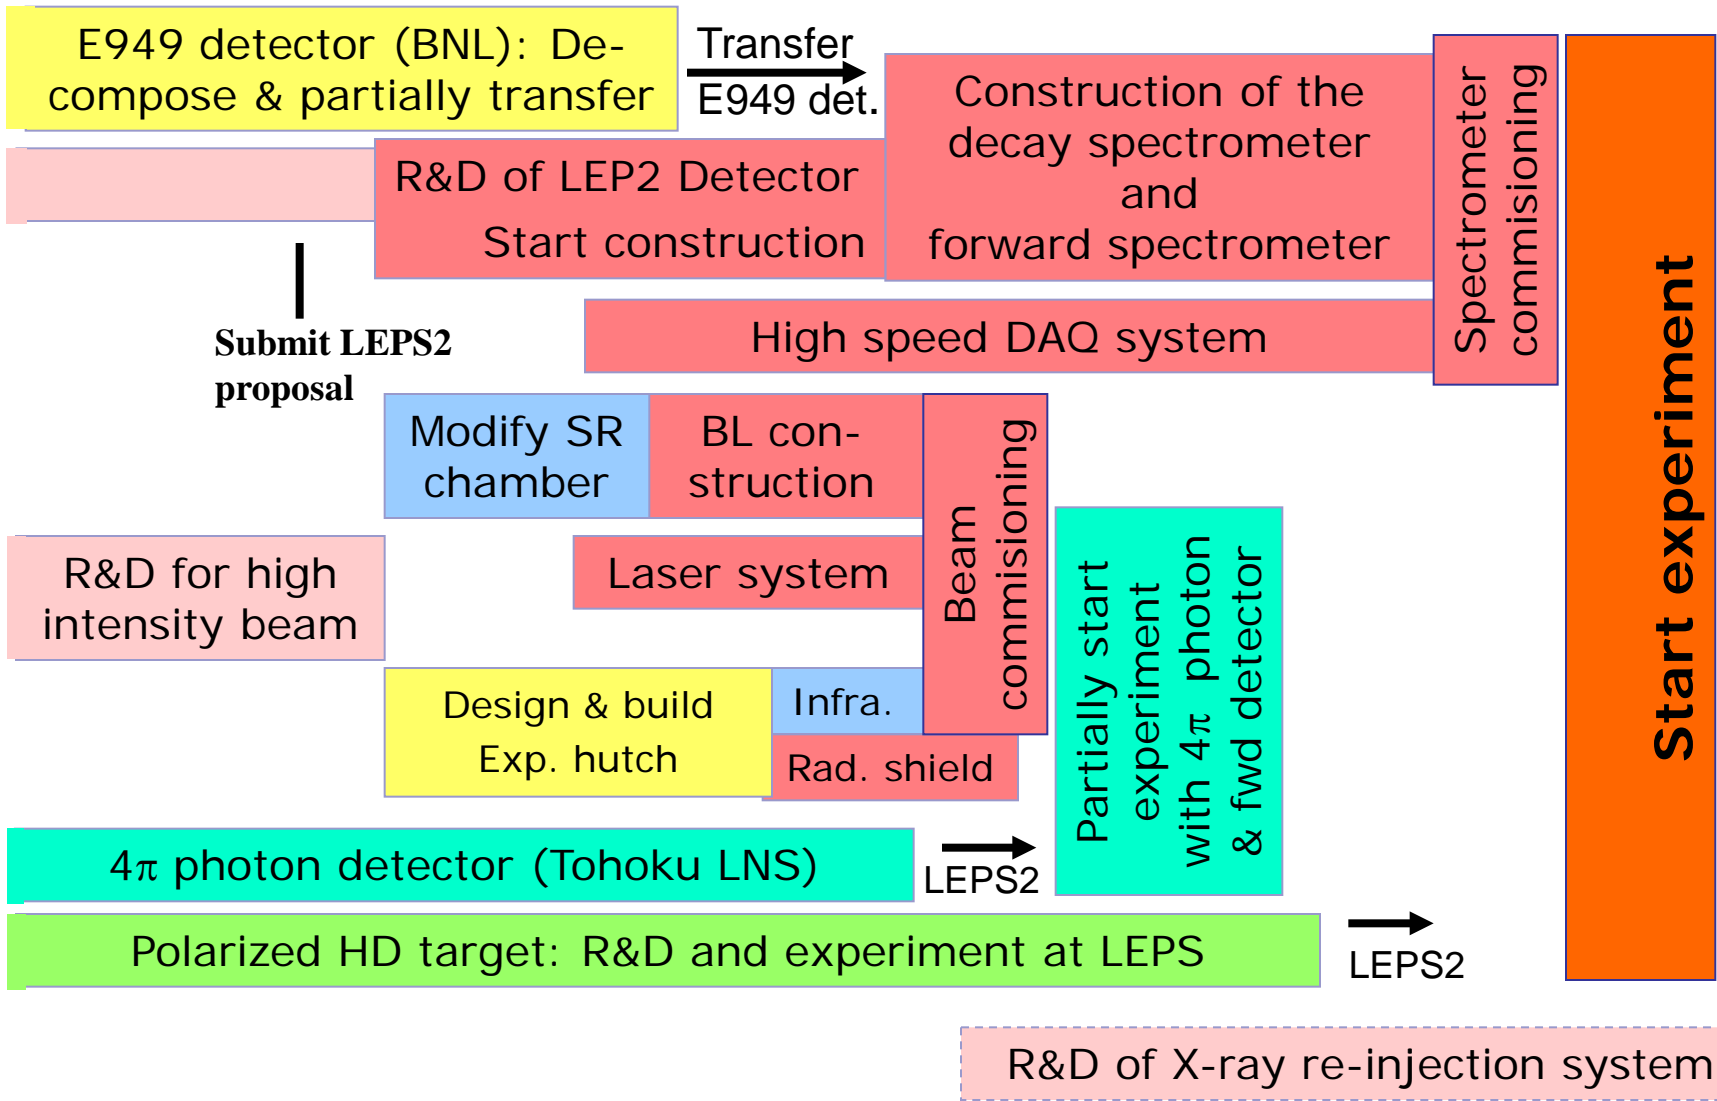 E949 detector (BNL): De-
compose & partially transfer
Transfer
E949 det.
Construction of the
decay spectrometer
and
forward spectrometer
Spectrometer
commisioning
Start experiment
R&D of LEP2 Detector
Start construction
Submit LEPS2
proposal
High speed DAQ system
Modify SR
chamber
BL con-
struction
Beam
commisioning
R&D for high
intensity beam
Laser system
Partially start
experiment
with 4π photon
& fwd detector
Design & build
Exp. hutch
Infra.
Rad. shield
4π photon detector (Tohoku LNS)
LEPS2
Polarized HD target: R&D and experiment at LEPS
LEPS2
R&D of X-ray re-injection system